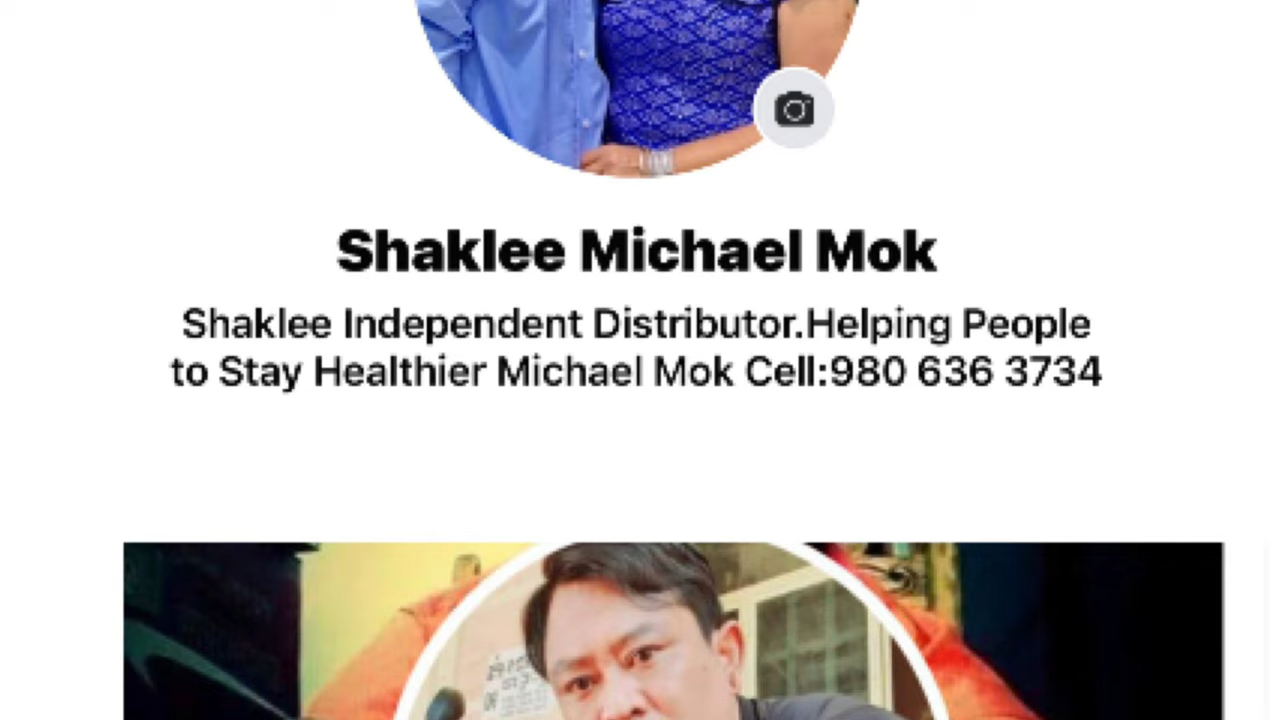 Shaklee Michael Mok
Shaklee Independent Distributor.Helping People
to Stay Healthier Michael Mok Cell:980 636 3734